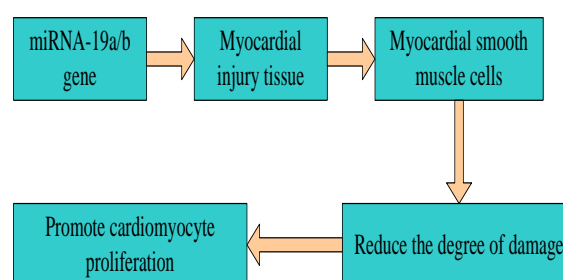 miRNA-19a/b
gene
Myocardial
injury tissue
Myocardial smooth
muscle cells
Promote cardiomyocyte
proliferation
Reduce the degree of damage